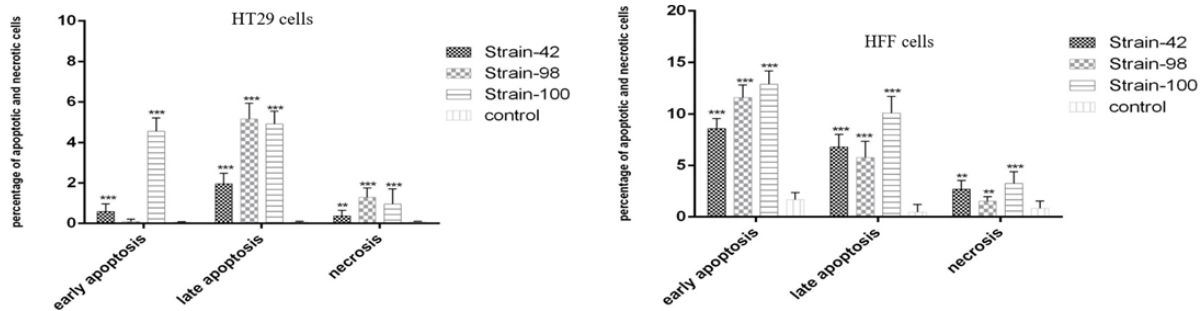 HT29 cells
percentage of apoptotic and necrotic cells
10
8
6
4
2
0
***
***
***
***
***
**
***
***
early apoptosis
late apoptosis
necrosis
Strain-42
Strain-98
Strain-100
control
HFF cells
percentage of apoptotic and necrotic cells
20
15
10
5
0
***
***
***
***
***
***
**
**
***
early apoptosis
late apoptosis
necrosis
Strain-42
Strain-98
Strain-100
control